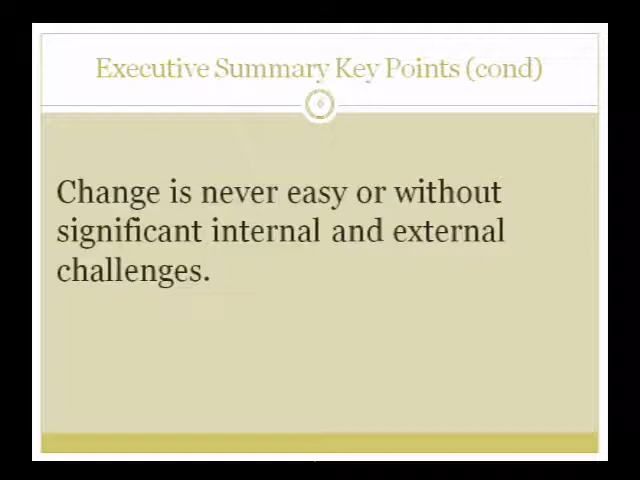 Executive Summary Key Points (cond)
Change is never easy or without
significant internal and external
challenges.